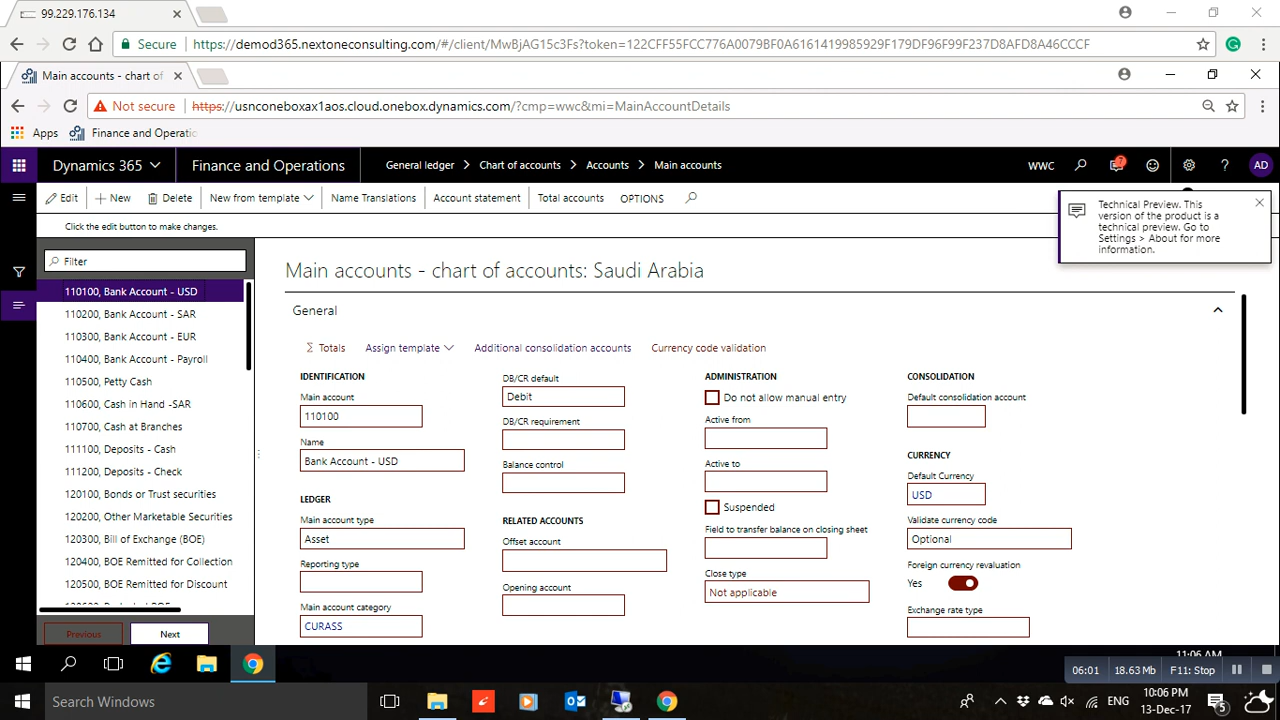 99.229.176.134
Secure https://demod365.nextoneconsulting.com/#/client/MwBjAG15c3Fs?token=122CFF55FCC776A0079BF0A6161419985929F179DF96F99F237D8AFD8A46CCCF
Main accounts - chart of
Not secure https://usnconeboxax1aos.cloud.onebox.dynamics.com/?cmp=wwc&mi=MainAccountDetails
Apps Finance and Operatic
Dynamics 365 Finance and Operations General ledger > Chart of accounts > Accounts > Main accounts WWC 7 ? AD
Edit + New Delete New from template Name Translations Account statement Total accounts OPTIONS
Technical Preview. This
version of the product is a
technical preview. Go to
Settings > About for more
information.
Click the edit button to make changes.
Filter
110100, Bank Account - USD
110200, Bank Account - SAR
110300, Bank Account - EUR
110400, Bank Account - Payroll
110500, Petty Cash
110600, Cash in Hand -SAR
110700, Cash at Branches
111100, Deposits - Cash
111200, Deposits - Check
120100, Bonds or Trust securities
120200, Other Marketable Securities
120300, Bill of Exchange (BOE)
120400, BOE Remitted for Collection
120500, BOE Remitted for Discount
Previous Next
Main accounts - chart of accounts: Saudi Arabia
General
Σ Totals Assign template Additional consolidation accounts Currency code validation
IDENTIFICATION
Main account
110100
Name
Bank Account - USD
LEDGER
Main account type
Asset
Reporting type
Main account category
CURASS
DB/CR default
Debit
DB/CR requirement
Balance control
RELATED ACCOUNTS
Offset account
Opening account
ADMINISTRATION
Do not allow manual entry
Active from
Active to
Suspended
Field to transfer balance on closing sheet
Close type
Not applicable
CONSOLIDATION
Default consolidation account
CURRENCY
Default Currency
USD
Validate currency code
Optional
Foreign currency revaluation
Yes
Exchange rate type
11:06 AM
06:01 18.63 Mb F11: Stop
Search Windows
ENG
10:06 PM
13-Dec-17
5